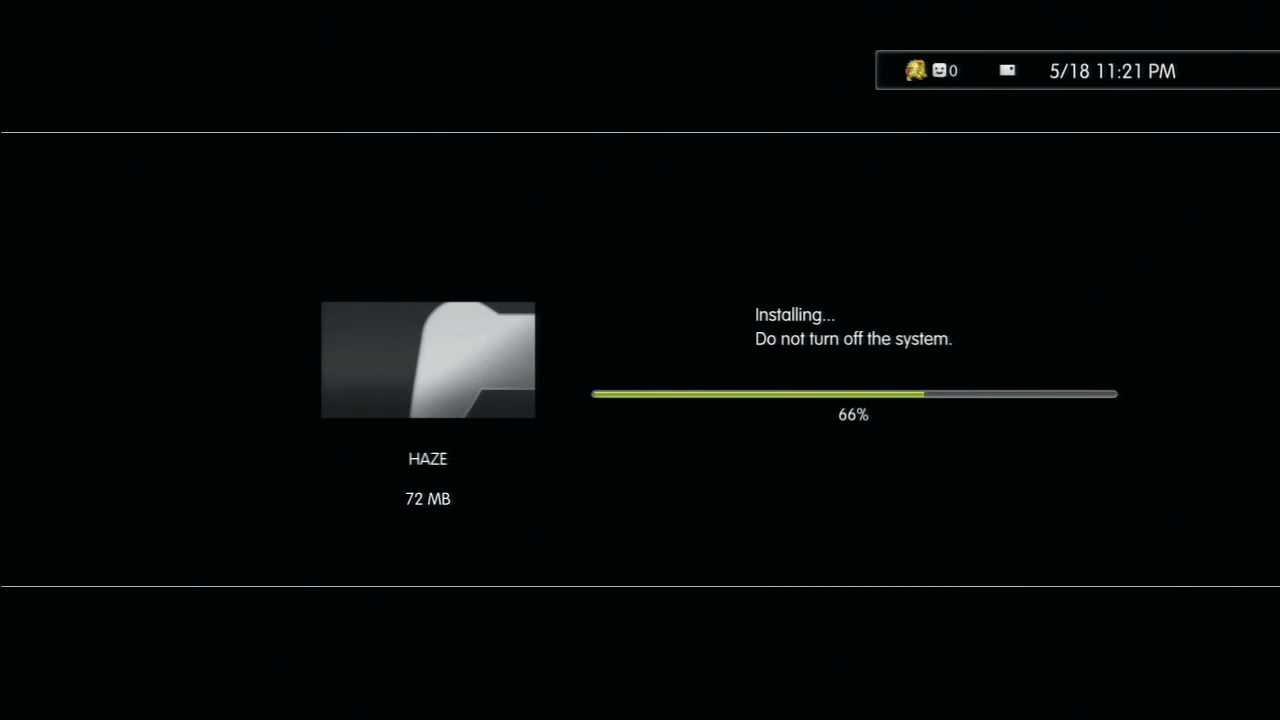 0 5/18 11:21 PM
Installing...
Do not turn off the system.
66%
HAZE
72 MB